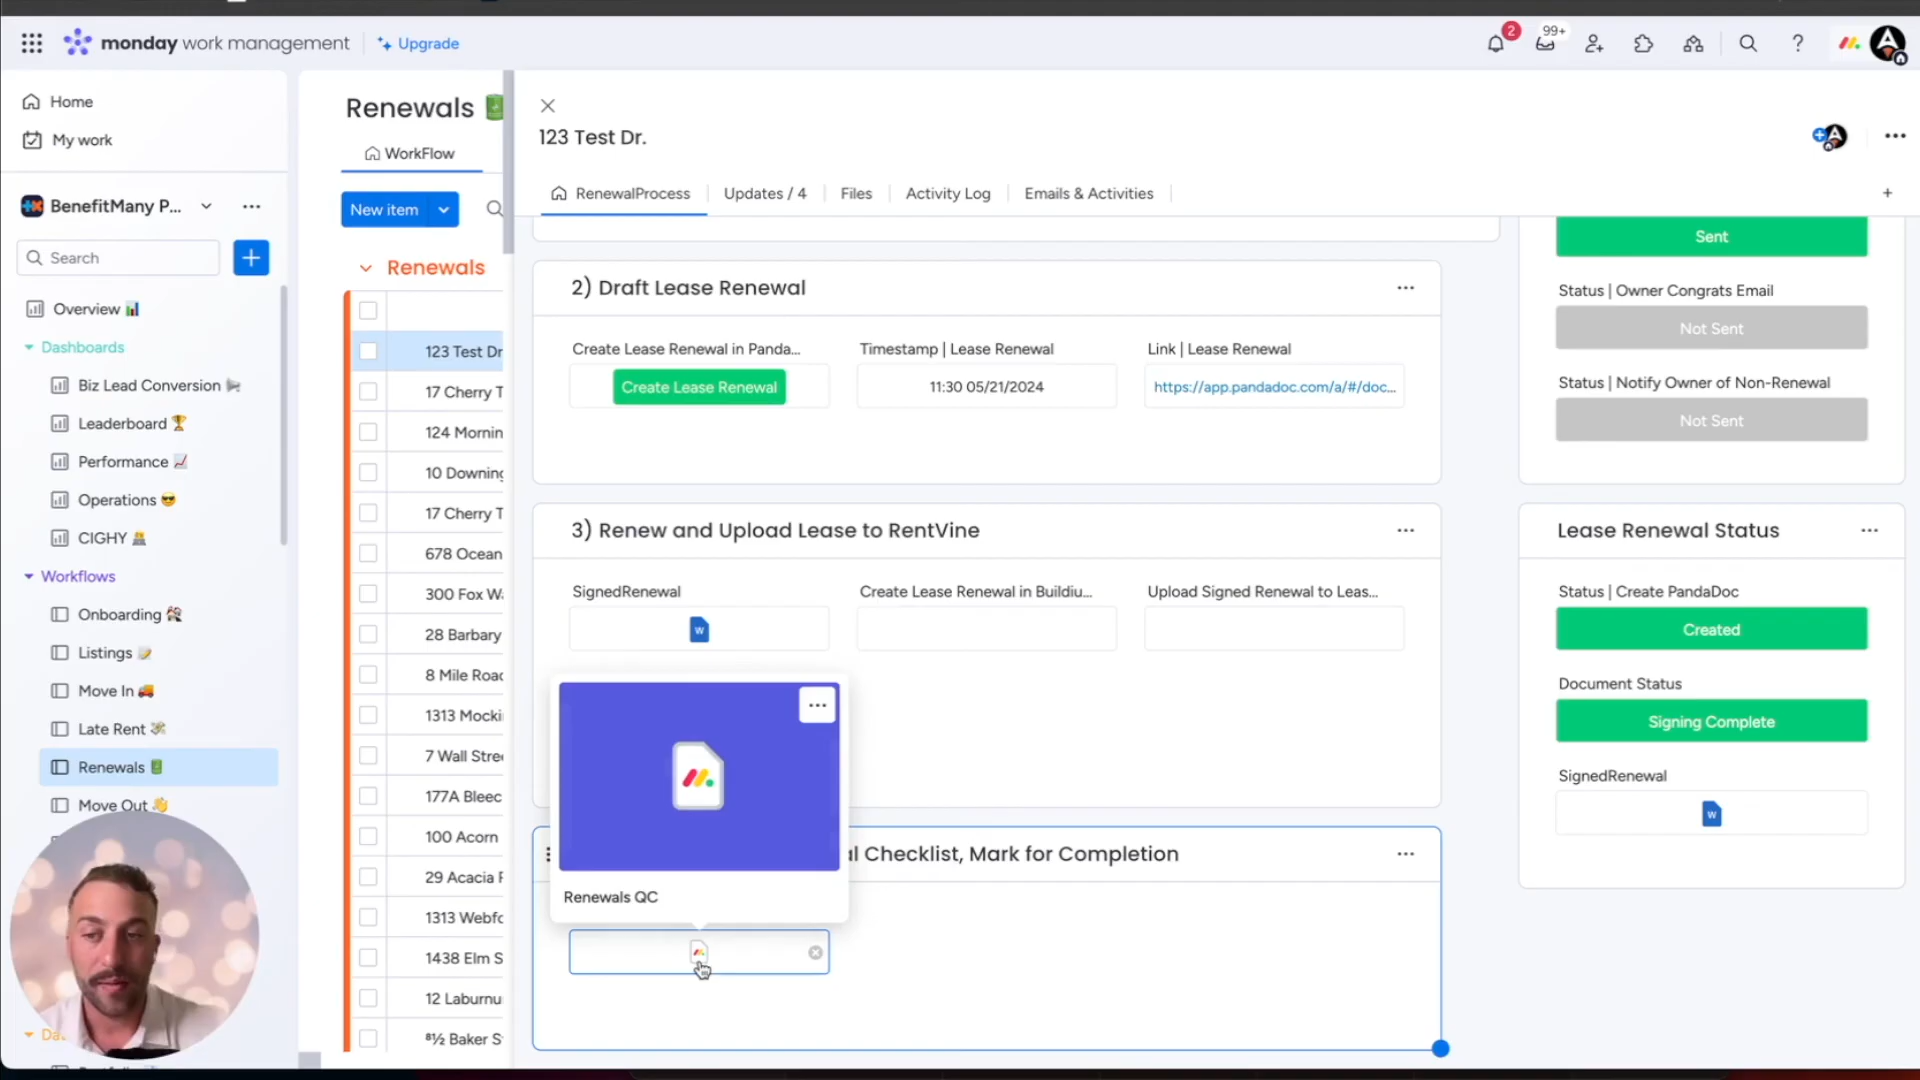 monday work management
Upgrade
2
99+
Home
My work
BenefitMany P...
Search
Overview
Dashboards
Biz Lead Conversion
Leaderboard
Performance
Operations
CIGHY
Workflows
Onboarding
Listings
Move In
Late Rent
Renewals
Move Out
Da
Renewals
WorkFlow
New item
Renewals
123 Test Dr
17 Cherry T
124 Mornin
10 Downing
17 Cherry T
678 Ocean
300 Fox Wa
28 Barbary
8 Mile Road
1313 Mocki
7 Wall Stree
177A Bleec
100 Acorn
29 Acacia R
1313 Webfo
1438 Elm S
12 Laburnu
8½ Baker S
123 Test Dr.
RenewalProcess
Updates / 4
Files
Activity Log
Emails & Activities
2) Draft Lease Renewal
Create Lease Renewal in Panda...
Timestamp | Lease Renewal
Link | Lease Renewal
Create Lease Renewal
11:30 05/21/2024
https://app.pandadoc.com/a/#/doc...
3) Renew and Upload Lease to RentVine
SignedRenewal
Create Lease Renewal in Buildiu...
Upload Signed Renewal to Leas...
W
Renewals QC
al Checklist, Mark for Completion
Sent
Status | Owner Congrats Email
Not Sent
Status | Notify Owner of Non-Renewal
Not Sent
Lease Renewal Status
Status | Create PandaDoc
Created
Document Status
Signing Complete
SignedRenewal
W